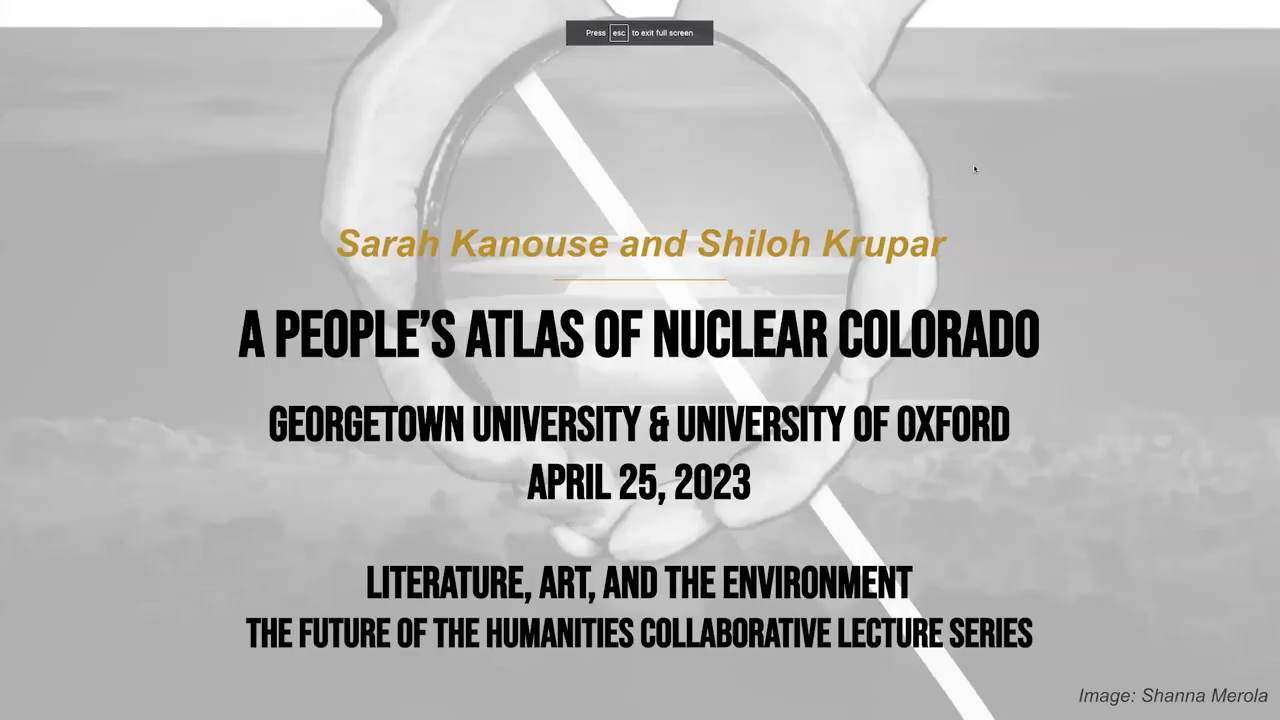 Press esc to exit full screen
Sarah Kanouse and Shiloh Krupar
A PEOPLE’S ATLAS OF NUCLEAR COLORADO
GEORGETOWN UNIVERSITY & UNIVERSITY OF OXFORD
APRIL 25, 2023
LITERATURE, ART, AND THE ENVIRONMENT
THE FUTURE OF THE HUMANITIES COLLABORATIVE LECTURE SERIES
Image: Shanna Merola